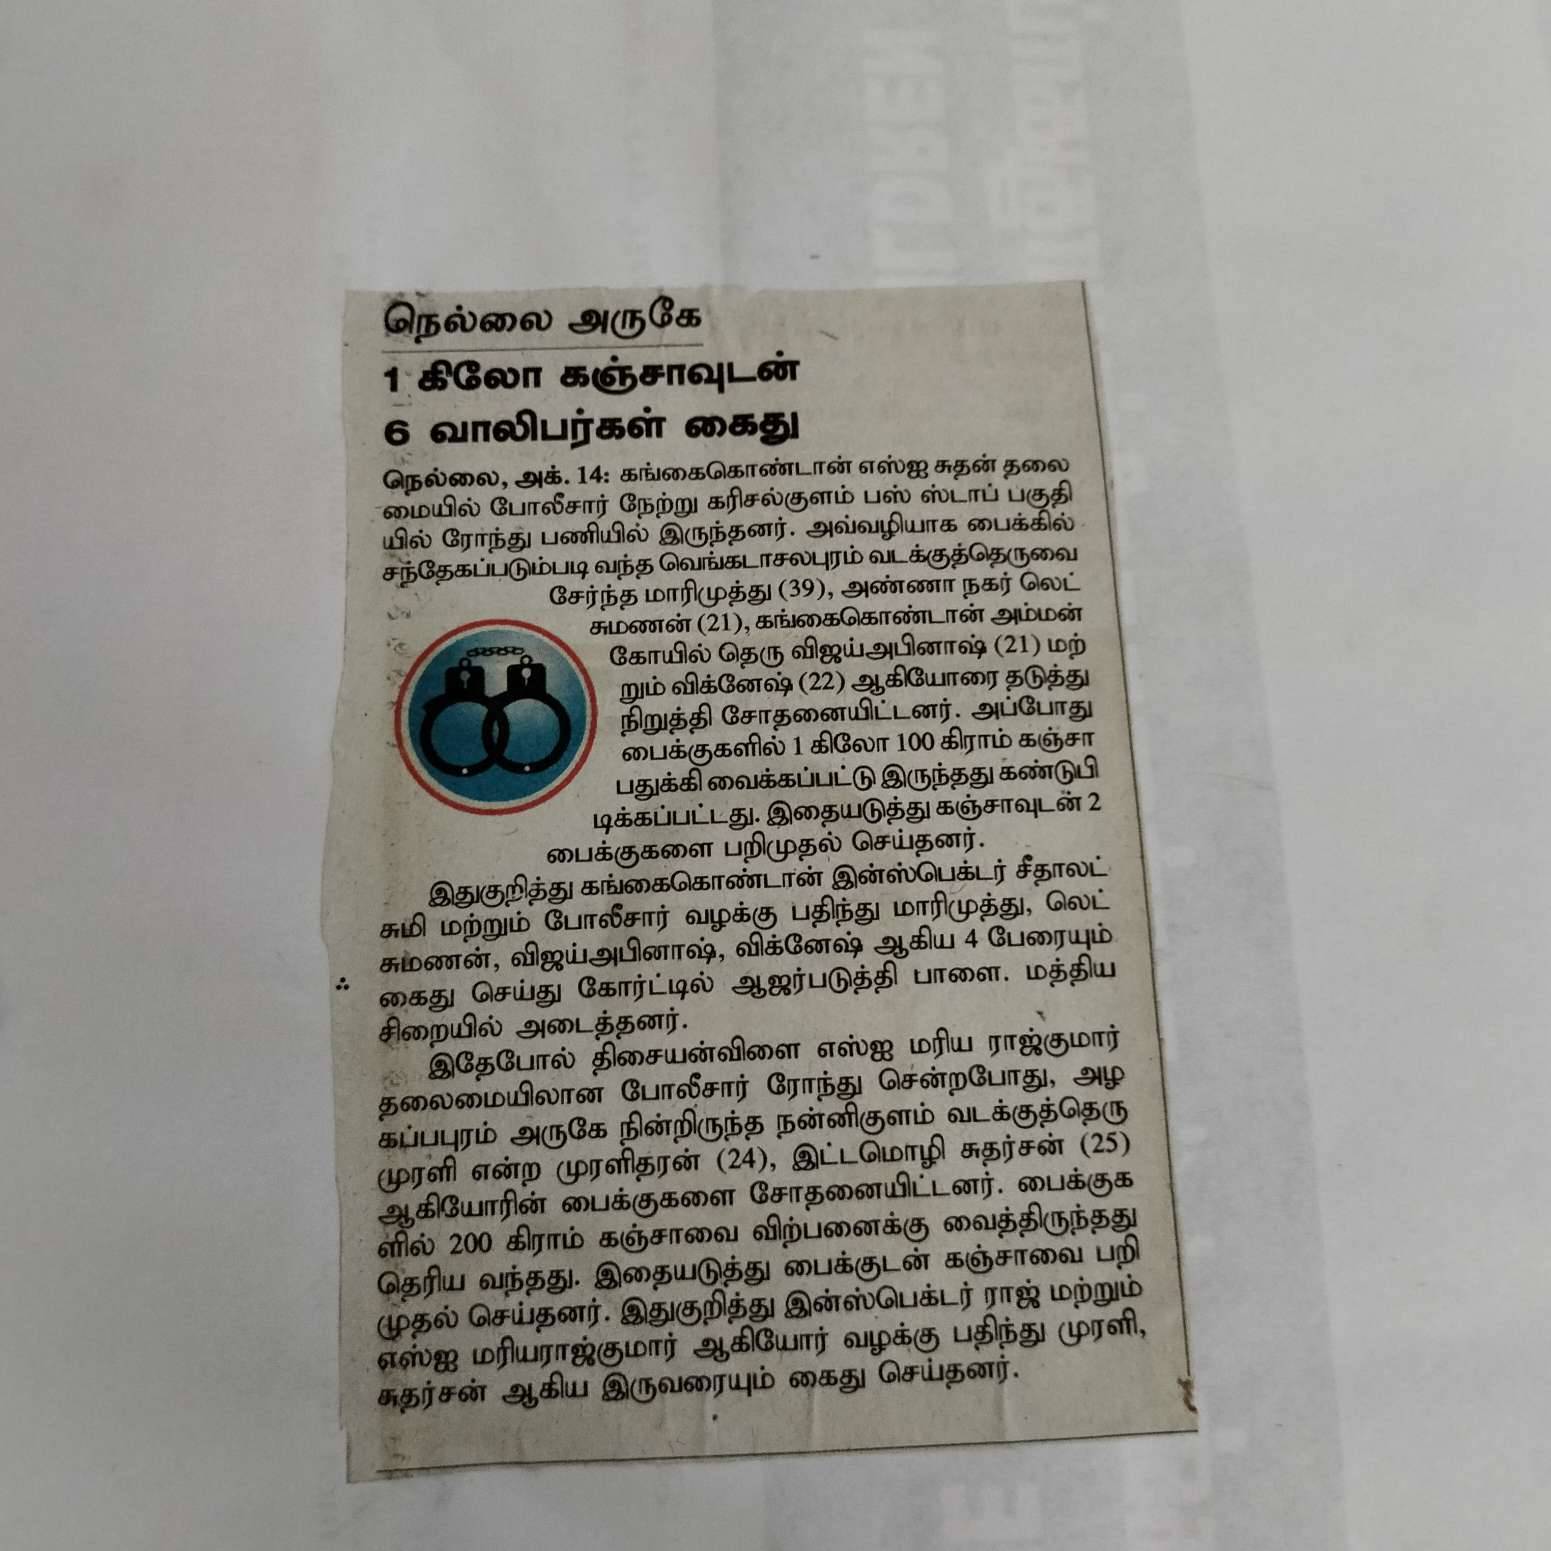 நெல்லை அருகே
1 கிலோ கஞ்சாவுடன்
6 வாலிபர்கள் கைது
நெல்லை, அக். 14: கங்கைகொண்டான் எஸ்ஐ சுதன் தலை
மையில் போலீசார் நேற்று கரிசல்குளம் பஸ் ஸ்டாப் பகுதி
யில் ரோந்து பணியில் இருந்தனர். அவ்வழியாக பைக்கில்
சந்தேகப்படும்படி வந்த வெங்கடாசலபுரம் வடக்குத்தெருவை
சேர்ந்த மாரிமுத்து (39), அண்ணா நகர் லெட்
சுமணன் (21), கங்கைகொண்டான் அம்மன்
கோயில் தெரு விஜய்அபினாஷ் (21) மற்
றும் விக்னேஷ் (22) ஆகியோரை தடுத்து
நிறுத்தி சோதனையிட்டனர். அப்போது
பைக்குகளில் 1 கிலோ 100 கிராம் கஞ்சா
பதுக்கி வைக்கப்பட்டு இருந்தது கண்டுபி
டிக்கப்பட்டது. இதையடுத்து கஞ்சாவுடன் 2
பைக்குகளை பறிமுதல் செய்தனர்.
இதுகுறித்து கங்கைகொண்டான் இன்ஸ்பெக்டர் சீதாலட்
சுமி மற்றும் போலீசார் வழக்கு பதிந்து மாரிமுத்து, லெட்
சுமணன், விஜய்அபினாஷ், விக்னேஷ் ஆகிய 4 பேரையும்
கைது செய்து கோர்ட்டில் ஆஜர்படுத்தி பாளை. மத்திய
சிறையில் அடைத்தனர்.
இதேபோல் திசையன்விளை எஸ்ஐ மரிய ராஜ்குமார்
தலைமையிலான போலீசார் ரோந்து சென்றபோது, அழ
கப்பபுரம் அருகே நின்றிருந்த நன்னிகுளம் வடக்குத்தெரு
முரளி என்ற முரளிதரன் (24), இட்டமொழி சுதர்சன் (25)
ஆகியோரின் பைக்குகளை சோதனையிட்டனர். பைக்குக
ளில் 200 கிராம் கஞ்சாவை விற்பனைக்கு வைத்திருந்தது
தெரிய வந்தது. இதையடுத்து பைக்குடன் கஞ்சாவை பறி
முதல் செய்தனர். இதுகுறித்து இன்ஸ்பெக்டர் ராஜ் மற்றும்
எஸ்ஐ மரியராஜ்குமார் ஆகியோர் வழக்கு பதிந்து முரளி,
சுதர்சன் ஆகிய இருவரையும் கைது செய்தனர்.